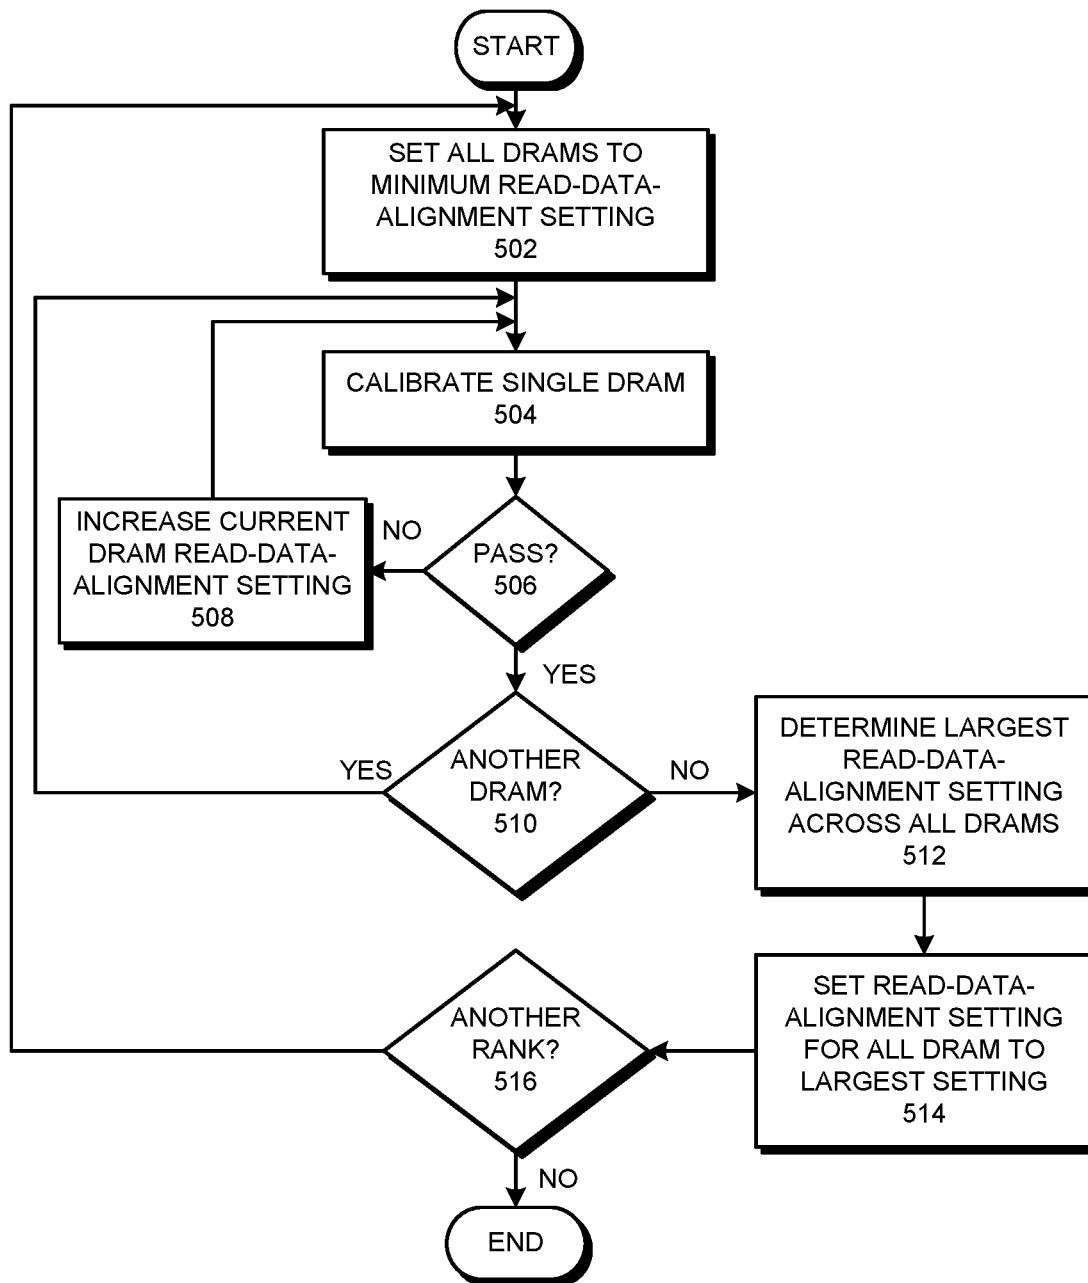 START
SET ALL DRAMS TO
MINIMUM READ-DATA-
ALIGNMENT SETTING
502
CALIBRATE SINGLE DRAM
504
INCREASE CURRENT
DRAM READ-DATA-
ALIGNMENT SETTING
508
NO
PASS?
506
YES
YES
ANOTHER
DRAM?
510
NO
DETERMINE LARGEST
READ-DATA-
ALIGNMENT SETTING
ACROSS ALL DRAMS
512
SET READ-DATA-
ALIGNMENT SETTING
FOR ALL DRAM TO
LARGEST SETTING
514
ANOTHER
RANK?
516
NO
END